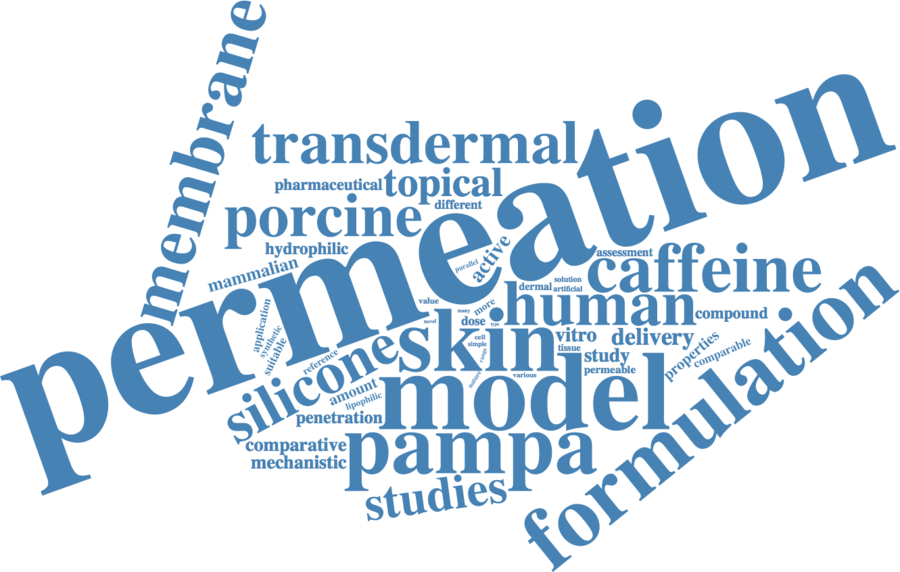 membrane
permeation
transdermal
pharmaceutical
topical
different
porcine
hydrophilic
mammalian
parallel
active
assessment
caffeine
solution
dermal
artificial
human
compound
value
many
more
novel
dose
type
application
synthetic
suitable
reference
silicone
skin
cell
simple
range
vitro
delivery
tissue
study
permeable
properties
comparable
formulation
amount
lipophilic
penetration
model
various
comparative
mechanistic
pampa
studies